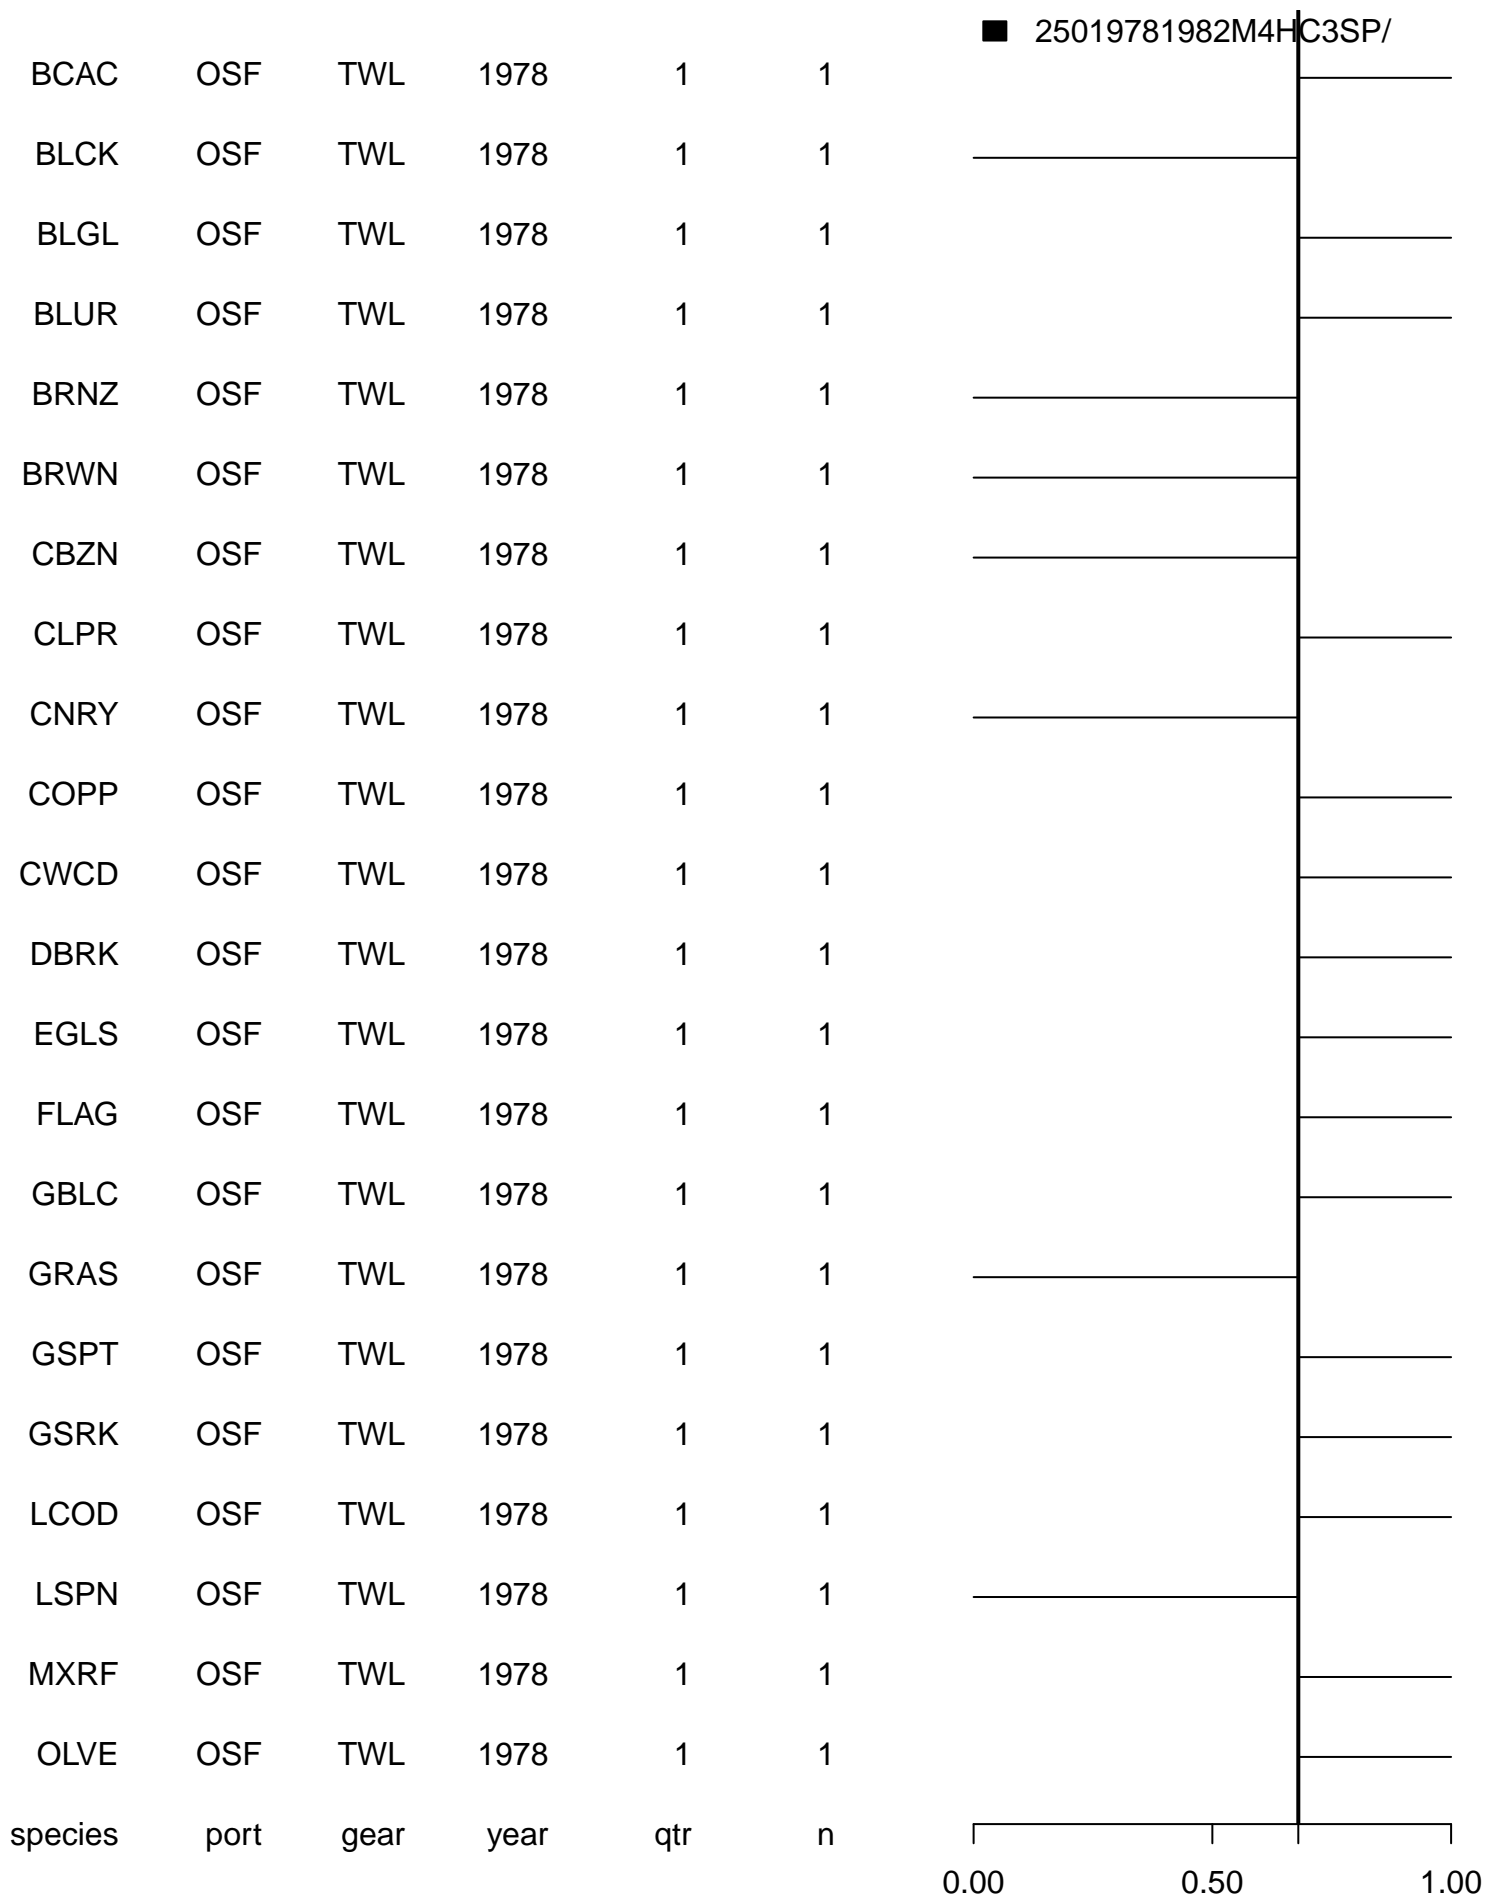 25019781982M4HC3SP/
BCAC OSF TWL 1978 1 1
BLCK OSF TWL 1978 1 1
BLGL OSF TWL 1978 1 1
BLUR OSF TWL 1978 1 1
BRNZ OSF TWL 1978 1 1
BRWN OSF TWL 1978 1 1
CBZN OSF TWL 1978 1 1
CLPR OSF TWL 1978 1 1
CNRY OSF TWL 1978 1 1
COPP OSF TWL 1978 1 1
CWCD OSF TWL 1978 1 1
DBRK OSF TWL 1978 1 1
EGLS OSF TWL 1978 1 1
FLAG OSF TWL 1978 1 1
GBLC OSF TWL 1978 1 1
GRAS OSF TWL 1978 1 1
GSPT OSF TWL 1978 1 1
GSRK OSF TWL 1978 1 1
LCOD OSF TWL 1978 1 1
LSPN OSF TWL 1978 1 1
MXRF OSF TWL 1978 1 1
OLVE OSF TWL 1978 1 1
species port gear year qtr n
0.00 0.50 1.00